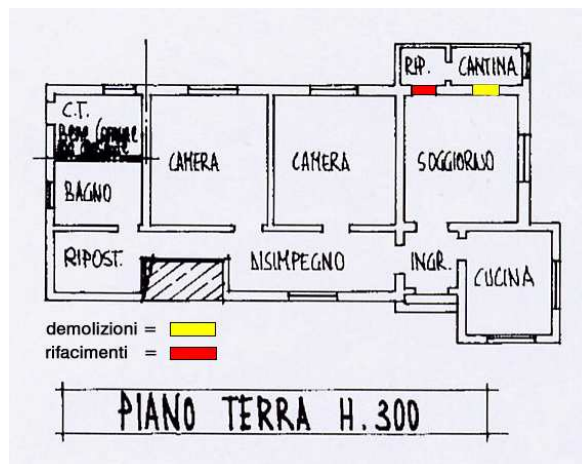 RIP. CANTINA
C.T.
CAMERA CAMERA SOGGIORNO
BAGNO
RIPOST. DISIMPEGNO INGR. CUCINA
demolizioni =
rifacimenti =
PIANO TERRA H.300